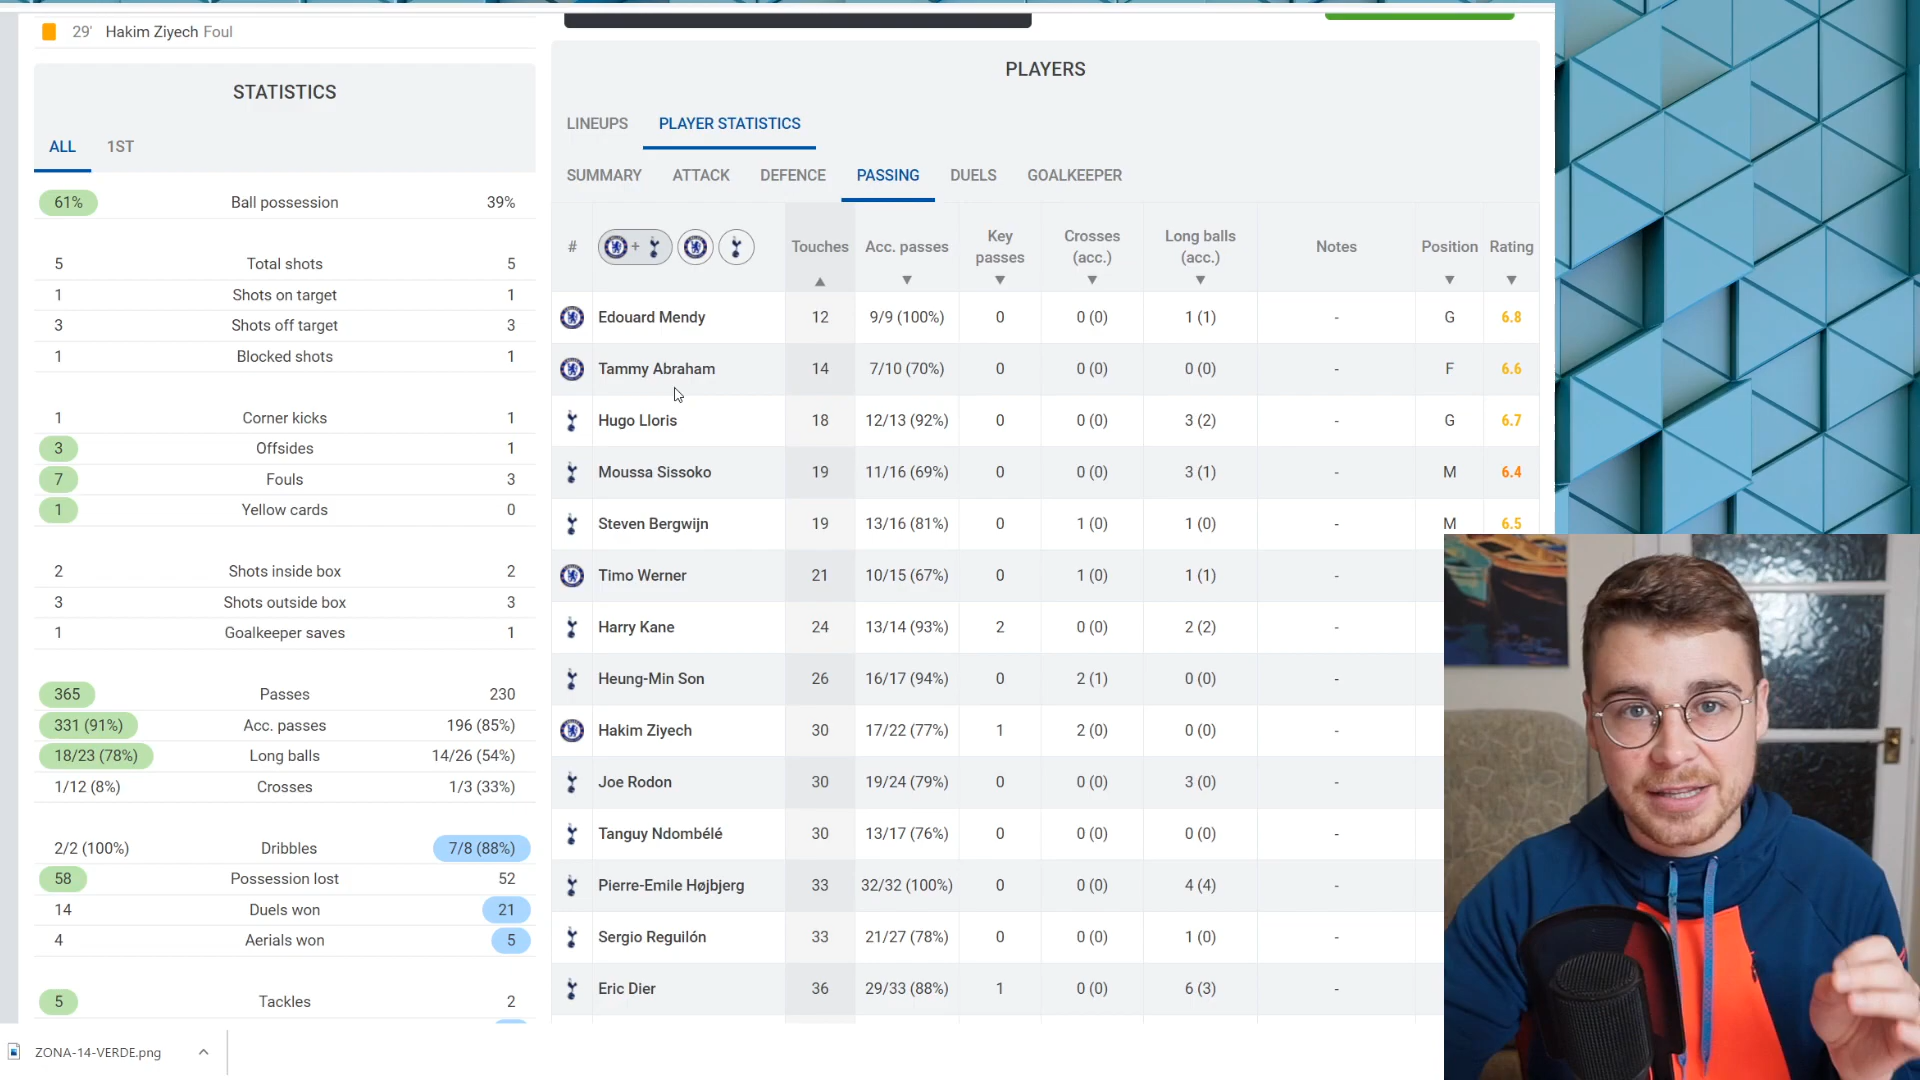 29' Hakim Ziyech Foul
STATISTICS
ALL 1ST
61% Ball possession 39%
5 Total shots 5
1 Shots on target 1
3 Shots off target 3
1 Blocked shots 1
1 Corner kicks 1
3 Offsides 1
7 Fouls 3
1 Yellow cards 0
2 Shots inside box 2
3 Shots outside box 3
1 Goalkeeper saves 1
365 Passes 230
331 (91%) Acc. passes 196 (85%)
18/23 (78%) Long balls 14/26 (54%)
1/12 (8%) Crosses 1/3 (33%)
2/2 (100%) Dribbles 7/8 (88%)
58 Possession lost 52
14 Duels won 21
4 Aerials won 5
5 Tackles 2
PLAYERS
LINEUPS PLAYER STATISTICS
SUMMARY ATTACK DEFENCE PASSING DUELS GOALKEEPER
# + Touches Acc. passes Key passes Crosses (acc.) Long balls (acc.) Notes Position Rating
Edouard Mendy 12 9/9 (100%) 0 0 (0) 1 (1) - G 6.8
Tammy Abraham 14 7/10 (70%) 0 0 (0) 0 (0) - F 6.6
Hugo Lloris 18 12/13 (92%) 0 0 (0) 3 (2) - G 6.7
Moussa Sissoko 19 11/16 (69%) 0 0 (0) 3 (1) - M 6.4
Steven Bergwijn 19 13/16 (81%) 0 1 (0) 1 (0) - M 6.5
Timo Werner 21 10/15 (67%) 0 1 (0) 1 (1) -
Harry Kane 24 13/14 (93%) 2 0 (0) 2 (2) -
Heung-Min Son 26 16/17 (94%) 0 2 (1) 0 (0) -
Hakim Ziyech 30 17/22 (77%) 1 2 (0) 0 (0) -
Joe Rodon 30 19/24 (79%) 0 0 (0) 3 (0) -
Tanguy Ndombélé 30 13/17 (76%) 0 0 (0) 0 (0) -
Pierre-Emile Højbjerg 33 32/32 (100%) 0 0 (0) 4 (4) -
Sergio Reguilón 33 21/27 (78%) 0 0 (0) 1 (0) -
Eric Dier 36 29/33 (88%) 1 0 (0) 6 (3) -
ZONA-14-VERDE.png